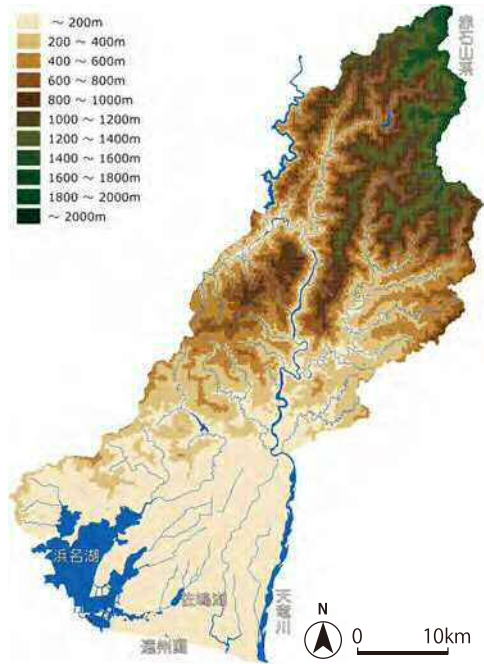 ～ 200m
200 ～ 400m
400 ～ 600m
600 ～ 800m
800 ～ 1000m
1000 ～ 1200m
1200 ～ 1400m
1400 ～ 1600m
1600 ～ 1800m
1800 ～ 2000m
～ 2000m
赤石山系
浜名湖
佐鳴湖
天竜川
遠州灘
N
0 10km